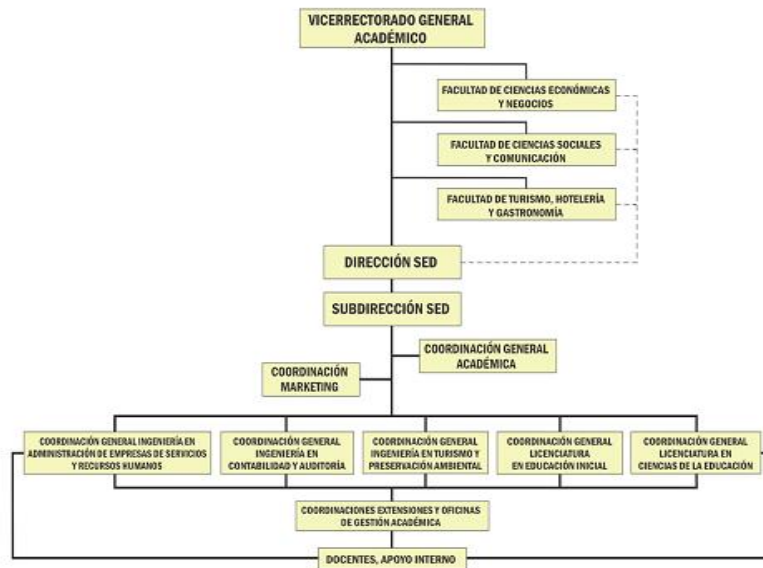 VICERRECTORADO GENERAL
ACADÉMICO
FACULTAD DE CIENCIAS ECONÓMICAS
Y NEGOCIOS
FACULTAD DE CIENCIAS SOCIALES
Y COMUNICACIÓN
FACULTAD DE TURISMO, HOTELERÍA
Y GASTRONOMÍA
DIRECCIÓN SED
SUBDIRECCIÓN SED
COORDINACIÓN GENERAL
ACADÉMICA
COORDINACIÓN
MARKETING
COORDINACIÓN GENERAL INGENIERÍA EN
ADMINISTRACIÓN DE EMPRESAS DE SERVICIOS
Y RECURSOS HUMANOS
COORDINACIÓN GENERAL
INGENIERÍA EN
CONTABILIDAD Y AUDITORÍA
COORDINACIÓN GENERAL
INGENIERÍA EN TURISMO Y
PRESERVACIÓN AMBIENTAL
COORDINACIÓN GENERAL
LICENCIATURA
EN EDUCACIÓN INICIAL
COORDINACIÓN GENERAL
LICENCIATURA EN
CIENCIAS DE LA EDUCACIÓN
COORDINACIONES EXTENSIONES Y OFICINAS
DE GESTIÓN ACADÉMICA
DOCENTES, APOYO INTERNO